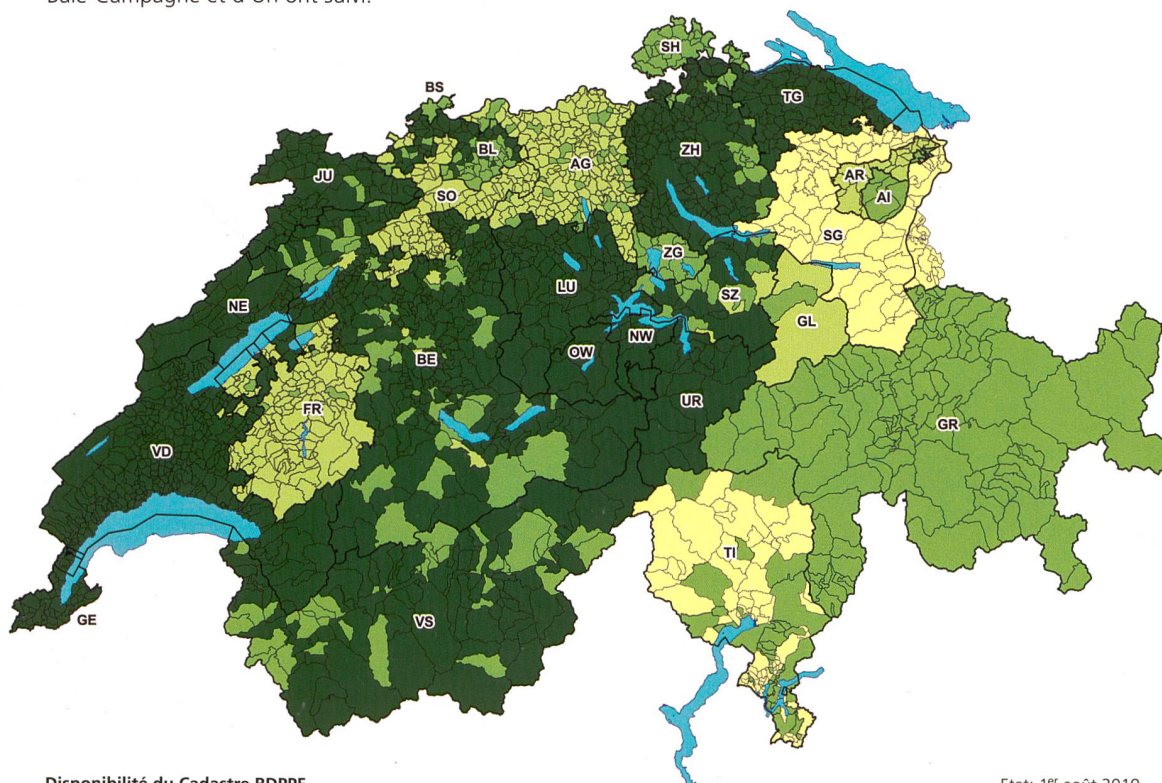 Bâle-Campagne et d'Uri ont suivi.
SH
BS
TG
BL
AG
ZH
JU
AR
AI
SO
SG
ZG
LU
SZ
NE
GL
NW
OW
BE
UR
FR
GR
VD
TI
GE
VS
Disponibilité du Cadastre RDPPF
Etat: 1er août 2019